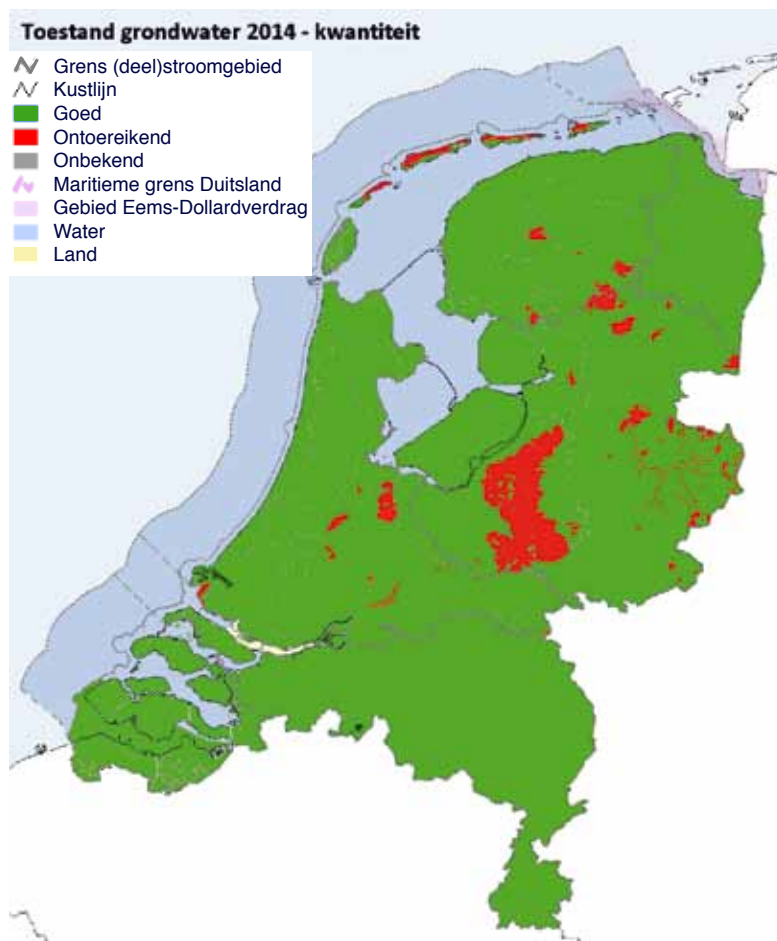 Toestand grondwater 2014 - kwantiteit
Grens (deel)stroomgebied
Kustlijn
Goed
Ontoereikend
Onbekend
Maritieme grens Duitsland
Gebied Eems-Dollardverdrag
Water
Land